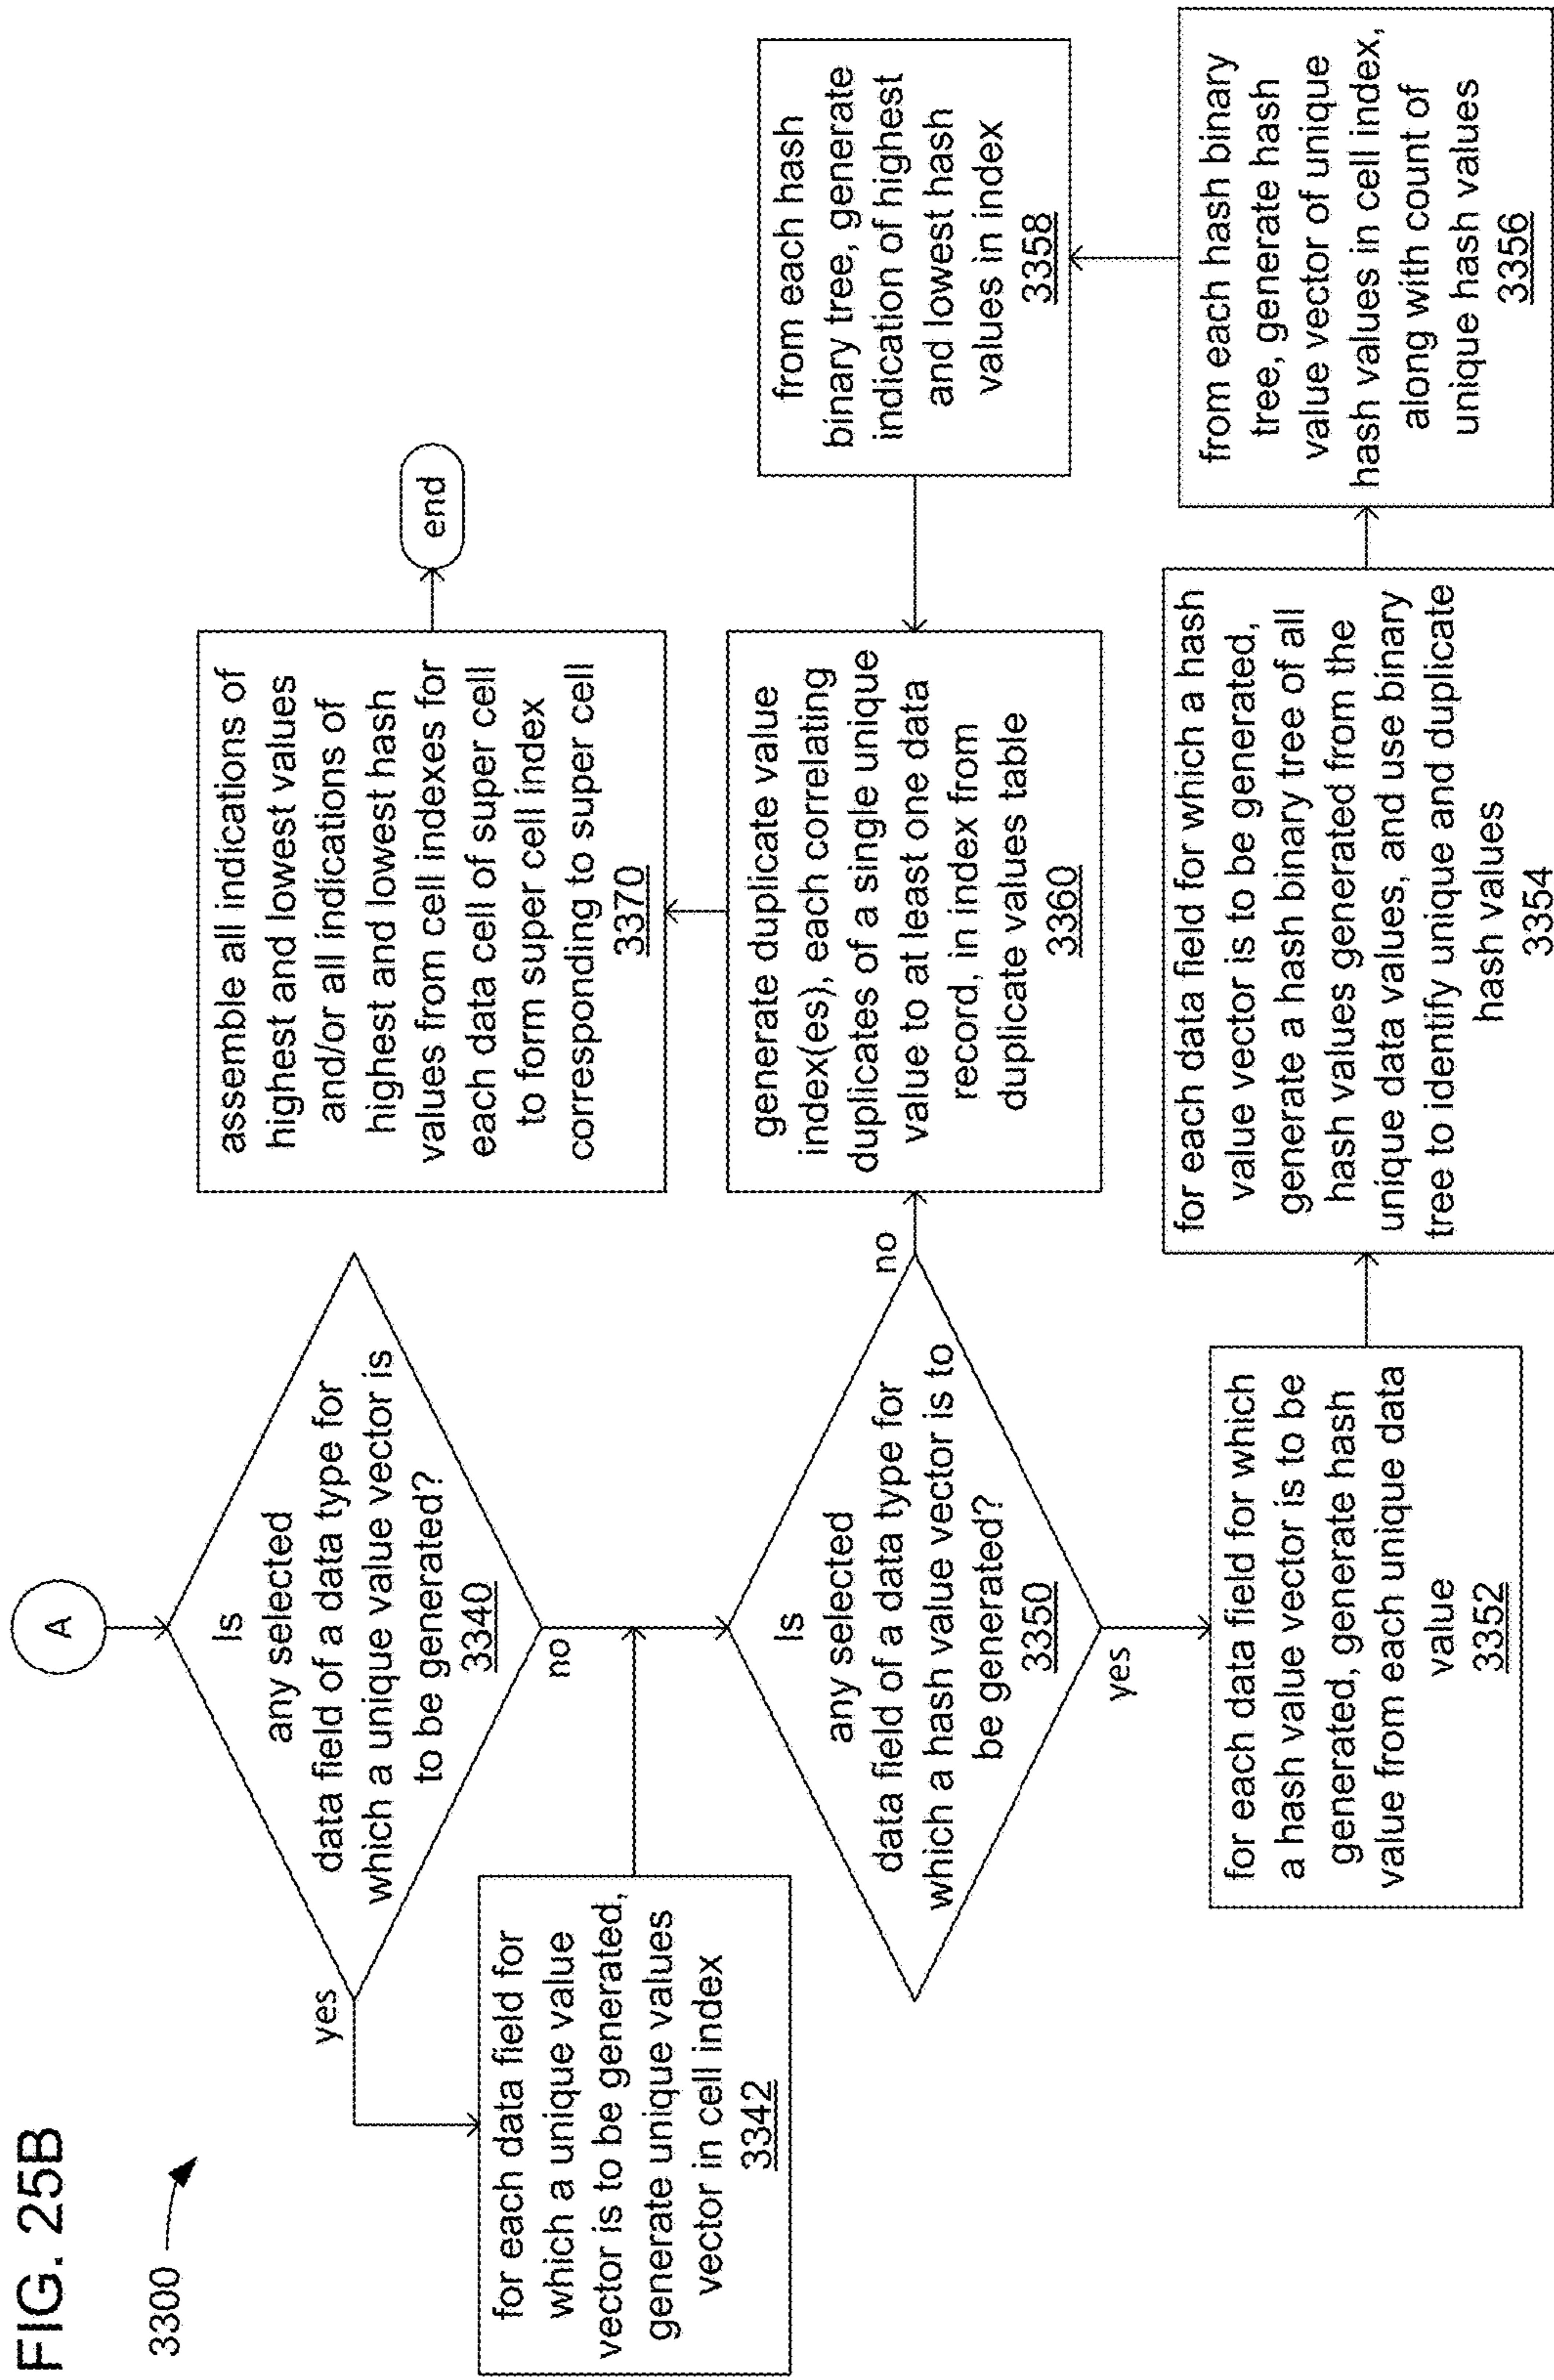 FIG. 25B
3300
A
Is
any selected
data field of a data type for
which a unique value vector is
to be generated?
3340
yes
no
for each data field for
which a unique value
vector is to be generated,
generate unique values
vector in cell index
3342
Is
any selected
data field of a data type for
which a hash value vector is to
be generated?
3350
no
yes
for each data field for which
a hash value vector is to be
generated, generate hash
value from each unique data
value
3352
for each data field for which a hash
value vector is to be generated,
generate a hash binary tree of all
hash values generated from the
unique data values, and use binary
tree to identify unique and duplicate
hash values
3354
from each hash binary
tree, generate hash
value vector of unique
hash values in cell index,
along with count of
unique hash values
3356
from each hash
binary tree, generate
indication of highest
and lowest hash
values in index
3358
generate duplicate value
index(es), each correlating
duplicates of a single unique
value to at least one data
record, in index from
duplicate values table
3360
assemble all indications of
highest and lowest values
and/or all indications of
highest and lowest hash
values from cell indexes for
each data cell of super cell
to form super cell index
corresponding to super cell
3370
end